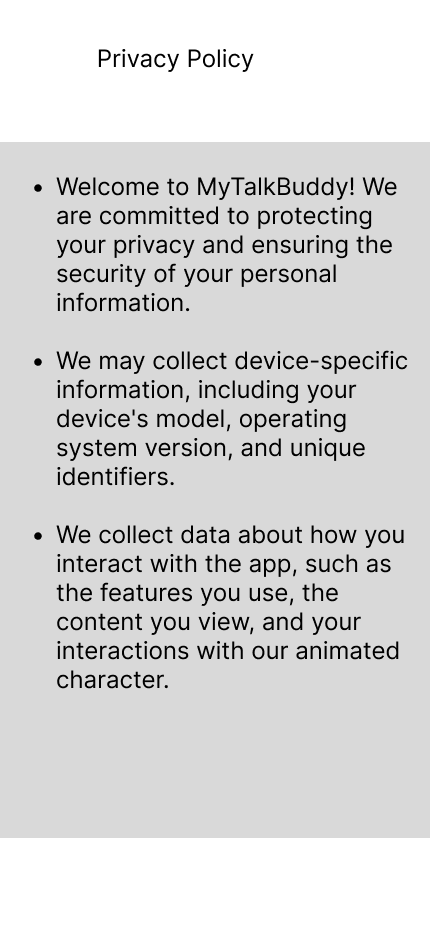 Privacy Policy
• Welcome to MyTalkBuddy! We
are committed to protecting
your privacy and ensuring the
security of your personal
information.
• We may collect device-specific
information, including your
device's model, operating
system version, and unique
identifiers.
• We collect data about how you
interact with the app, such as
the features you use, the
content you view, and your
interactions with our animated
character.